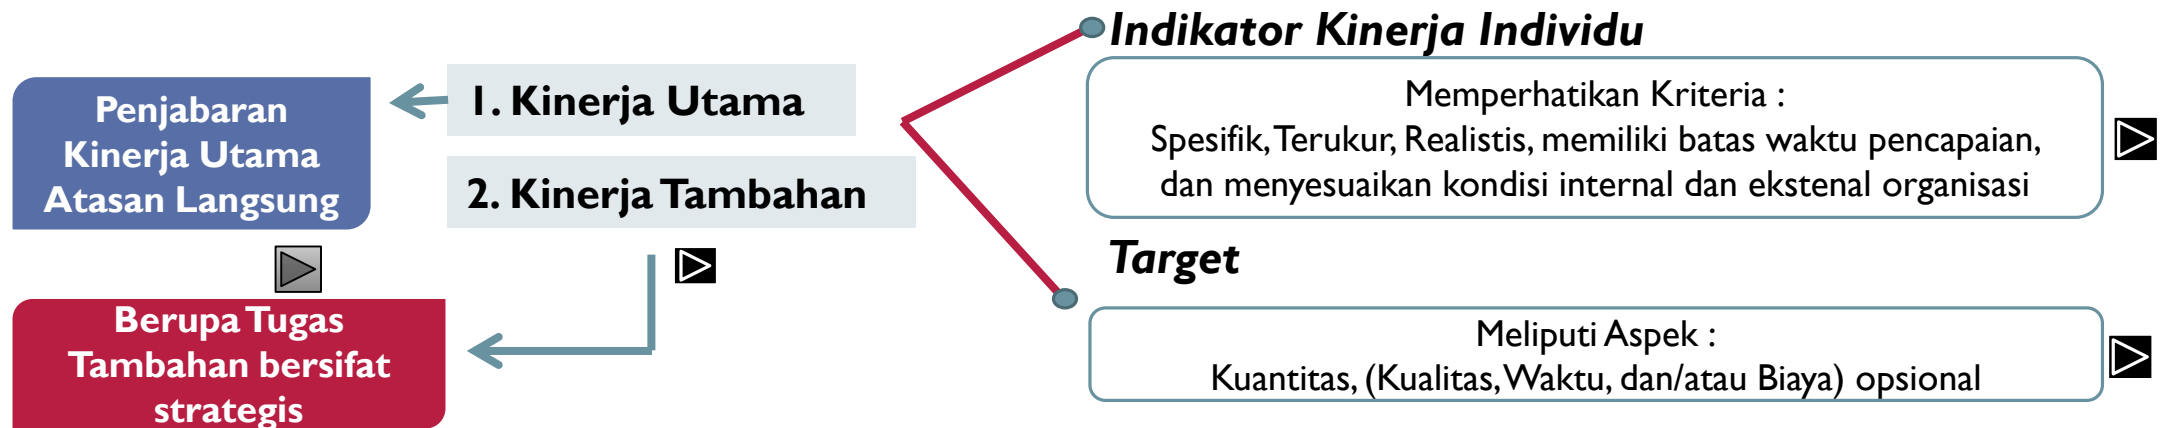 Penjabaran
Kinerja Utama
Atasan Langsung
1. Kinerja Utama
2. Kinerja Tambahan
Berupa Tugas
Tambahan bersifat
strategis
Indikator Kinerja Individu
Memperhatikan Kriteria :
Spesifik, Terukur, Realistis, memiliki batas waktu pencapaian,
dan menyesuaikan kondisi internal dan ekstenal organisasi
Target
Meliputi Aspek :
Kuantitas, (Kualitas, Waktu, dan/atau Biaya) opsional